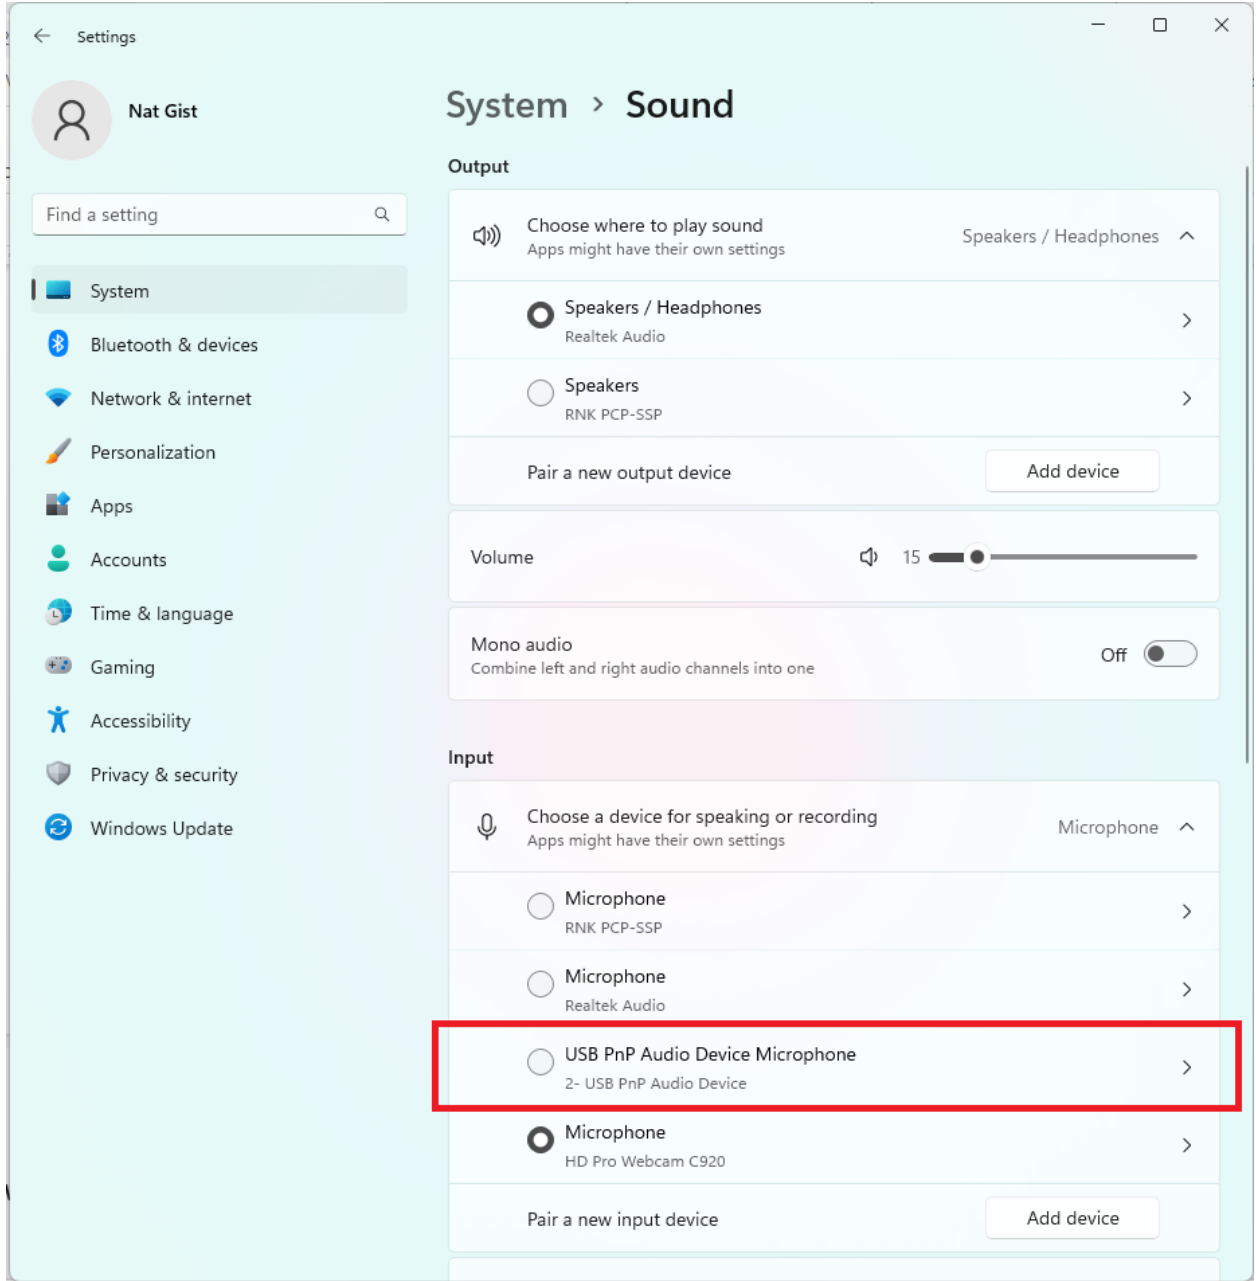 Settings
Nat Gist
Find a setting
System
Bluetooth & devices
Network & internet
Personalization
Apps
Accounts
Time & language
Gaming
Accessibility
Privacy & security
Windows Update
System > Sound
Output
Choose where to play sound
Apps might have their own settings
Speakers / Headphones
Speakers / Headphones
Realtek Audio
Speakers
RNK PCP-SSP
Pair a new output device
Add device
Volume
15
Mono audio
Combine left and right audio channels into one
Off
Input
Choose a device for speaking or recording
Apps might have their own settings
Microphone
Microphone
RNK PCP-SSP
Microphone
Realtek Audio
USB PnP Audio Device Microphone
2- USB PnP Audio Device
Microphone
HD Pro Webcam C920
Pair a new input device
Add device